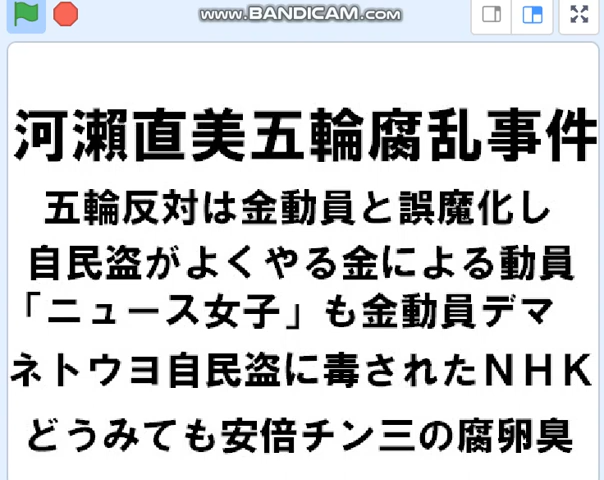 www.BANDICAM.com
河瀬直美五輪腐乱事件
五輪反対は金動員と誤魔化し
自民盗がよくやる金による動員
「ニュース女子」も金動員デマ
ネトウヨ自民盗に毒されたNHK
どうみても安倍チン三の腐卵臭